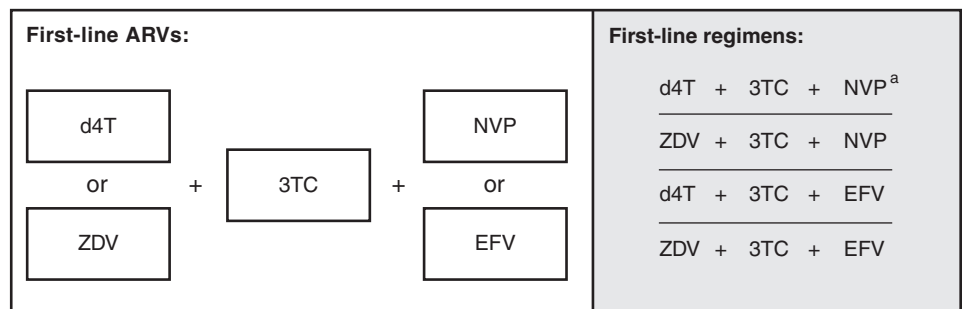 First-line ARVs:
d4T
or
ZDV
+
3TC
+
NVP
or
EFV
First-line regimens:
d4T + 3TC + NVP a
ZDV + 3TC + NVP
d4T + 3TC + EFV
ZDV + 3TC + EFV